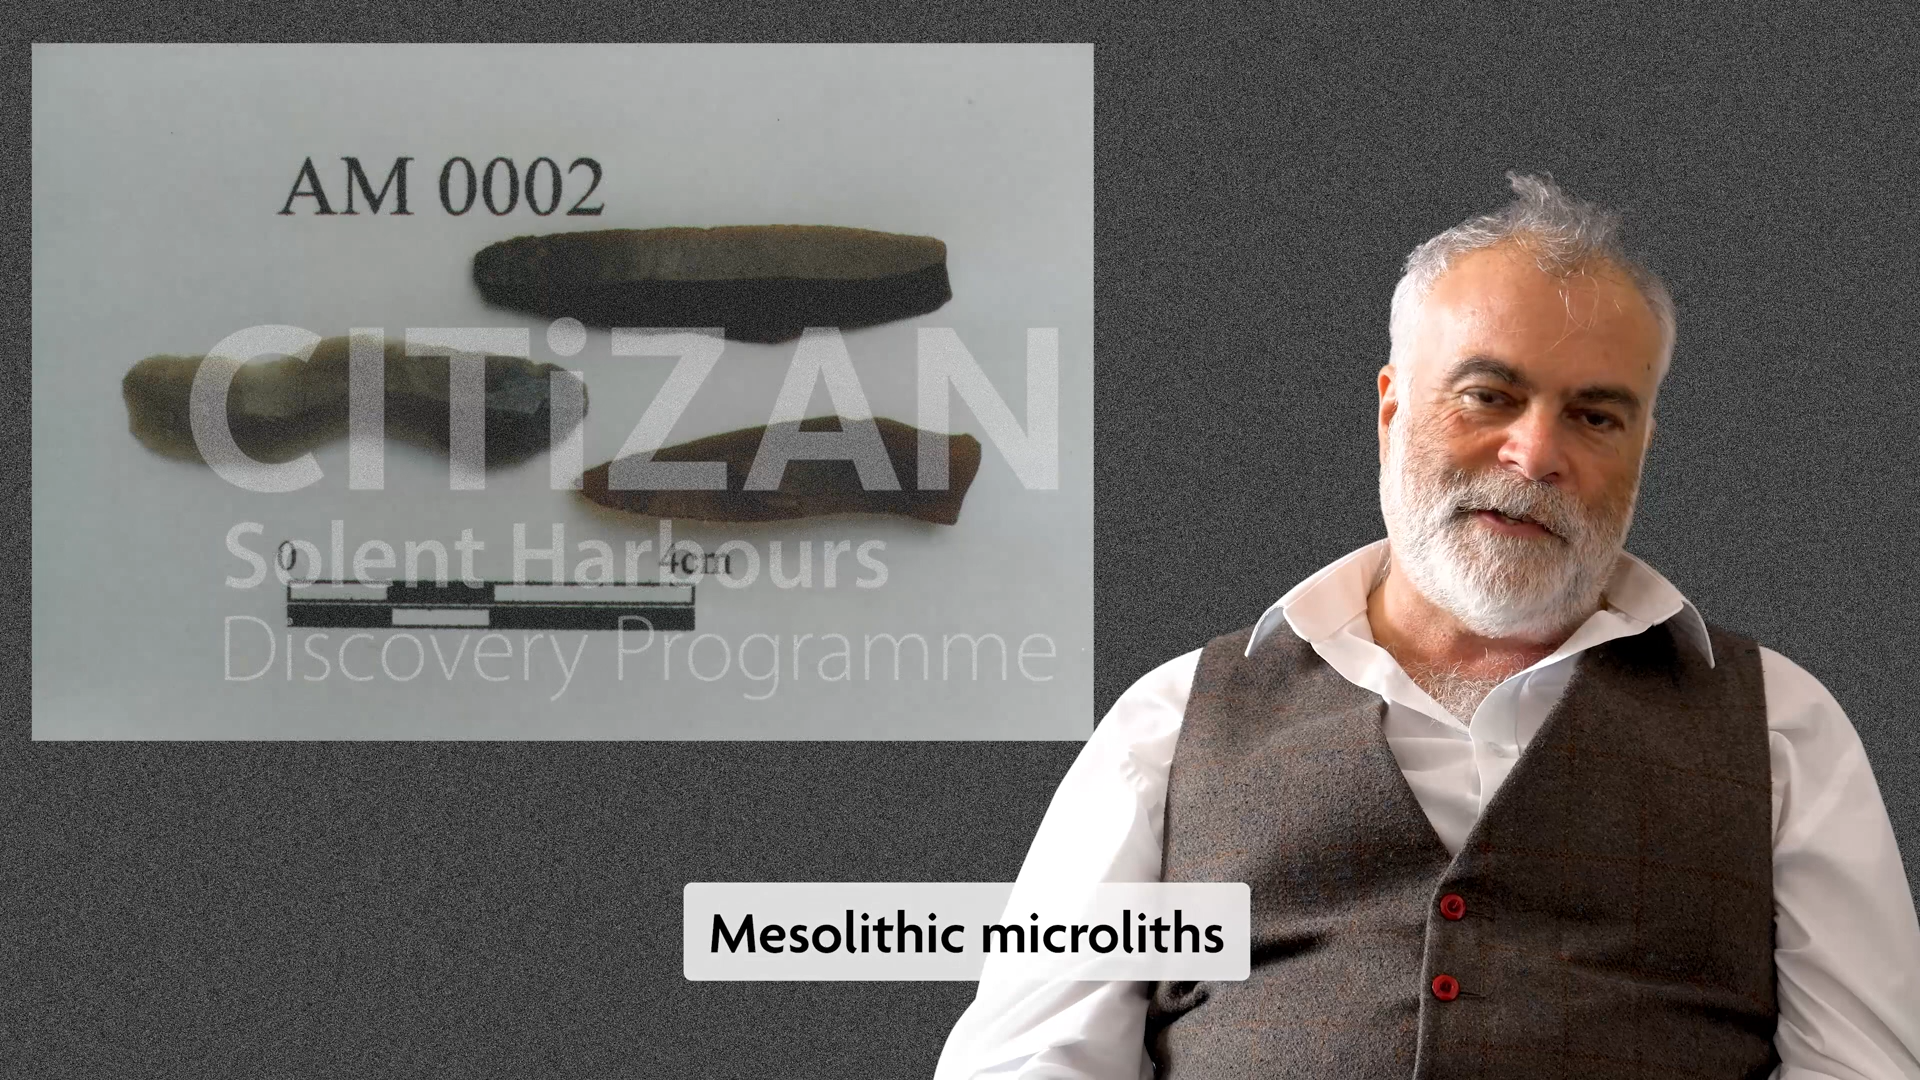 AM 0002
CITiZAN
Solent Harbours
Discovery Programme
0 4cm
Mesolithic microliths